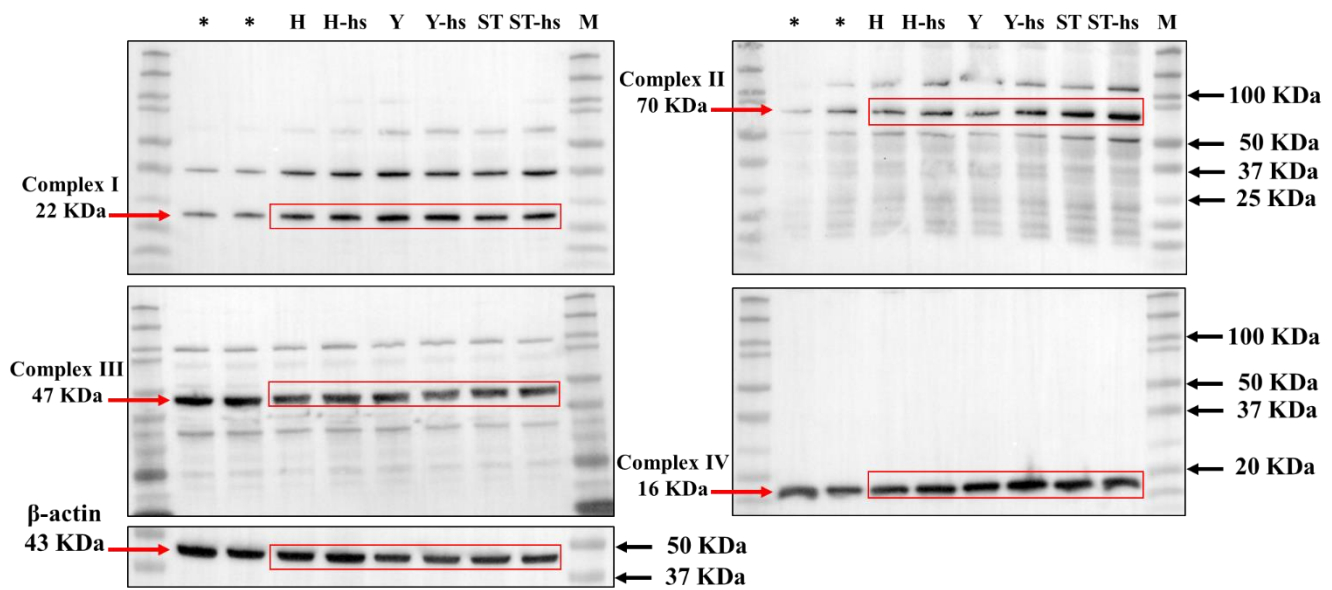 * * H H-hs Y Y-hs ST ST-hs M
Complex I
22 KDa
Complex III
47 KDa
β-actin
43 KDa
50 KDa
37 KDa
* * H H-hs Y Y-hs ST ST-hs M
Complex II
70 KDa
100 KDa
50 KDa
37 KDa
25 KDa
Complex IV
16 KDa
100 KDa
50 KDa
37 KDa
20 KDa